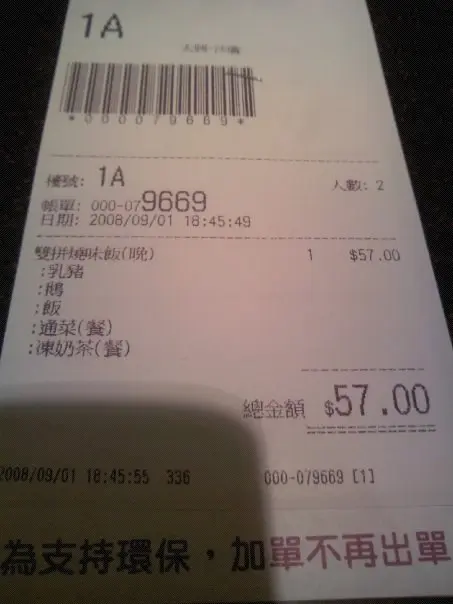 1A
*000079669*
檯號: 1A
人數: 2
帳單: 000-079669
日期: 2008/09/01 18:45:49
雙拼燒味飯(晚) 1 $57.00
:乳豬
:鵝
:飯
:通菜(餐)
:凍奶茶(餐)
總金額 $57.00
2008/09/01 18:45:55 336 000-079669 [1]
為支持環保，加單不再出單